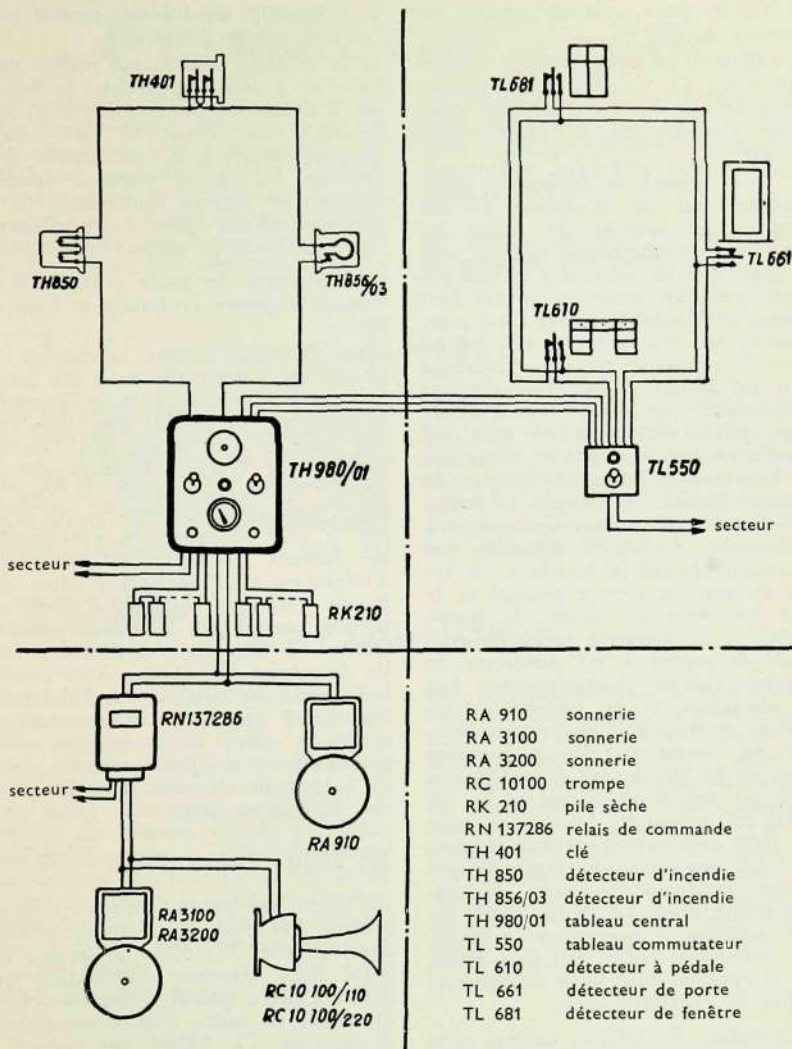 TH401
TL681
TH850
TH856/03
TL661
TL610
TH980/01
TL550
secteur
secteur
RK210
RN137286
secteur
RA910
RA3100
RA3200
RC10100/110
RC10100/220
RA 910 sonnerie
RA 3100 sonnerie
RA 3200 sonnerie
RC 10100 trompe
RK 210 pile sèche
RN 137286 relais de commande
TH 401 clé
TH 850 détecteur d'incendie
TH 856/03 détecteur d'incendie
TH 980/01 tableau central
TL 550 tableau commutateur
TL 610 détecteur à pédale
TL 661 détecteur de porte
TL 681 détecteur de fenêtre